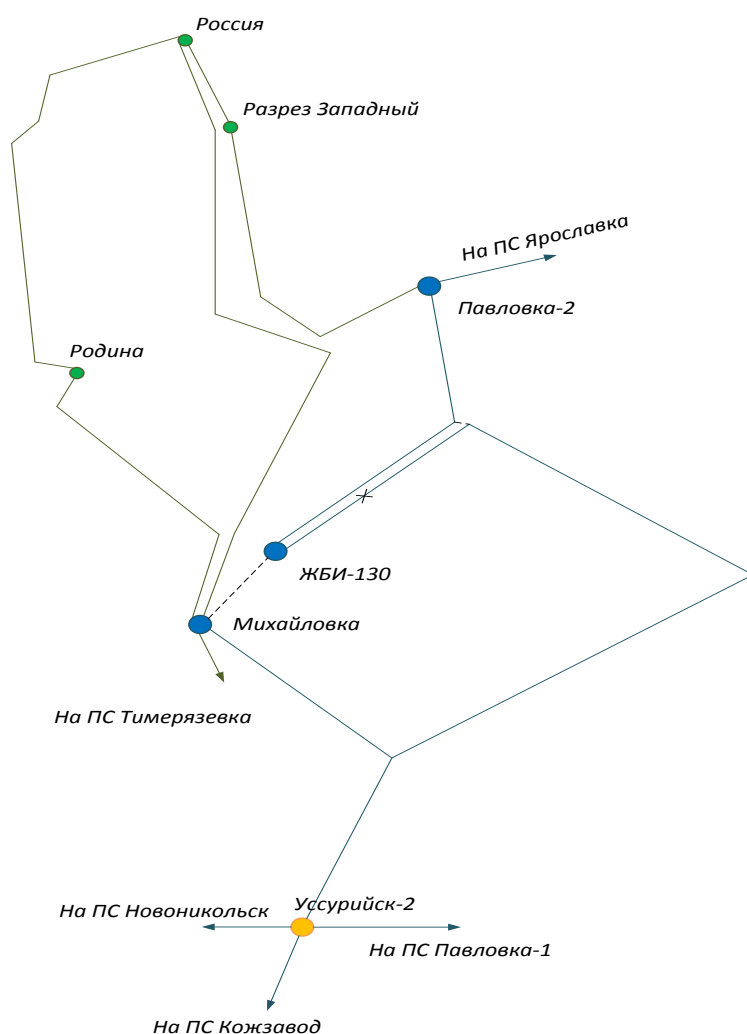 Россия
Разрез Западный
На ПС Ярославка
Павловка-2
Родина
ЖБИ-130
Михайловка
На ПС Тимерязевка
На ПС Новоникольск
Уссурийск-2
На ПС Павловка-1
На ПС Кожзавод